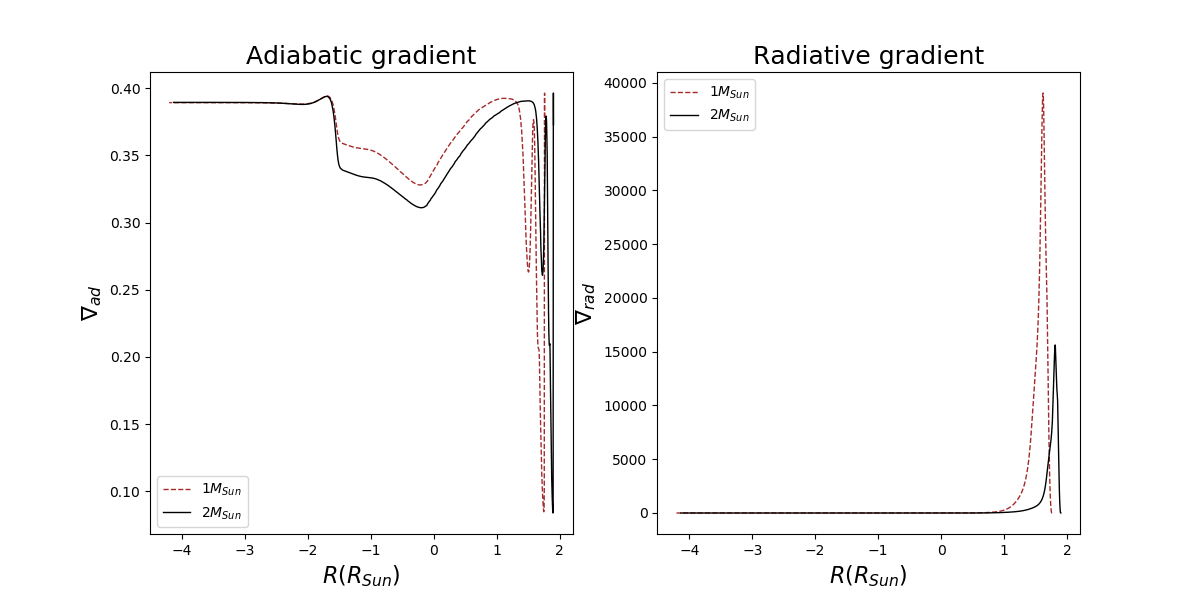 Adiabatic gradient
0.40
0.35
0.30
0.25
0.20
0.15
0.10
∇ad
1MSun
2MSun
−4 −3 −2 −1 0 1 2
R(RSun)
Radiative gradient
40000
35000
30000
25000
20000
15000
10000
5000
0
∇rad
1MSun
2MSun
−4 −3 −2 −1 0 1 2
R(RSun)